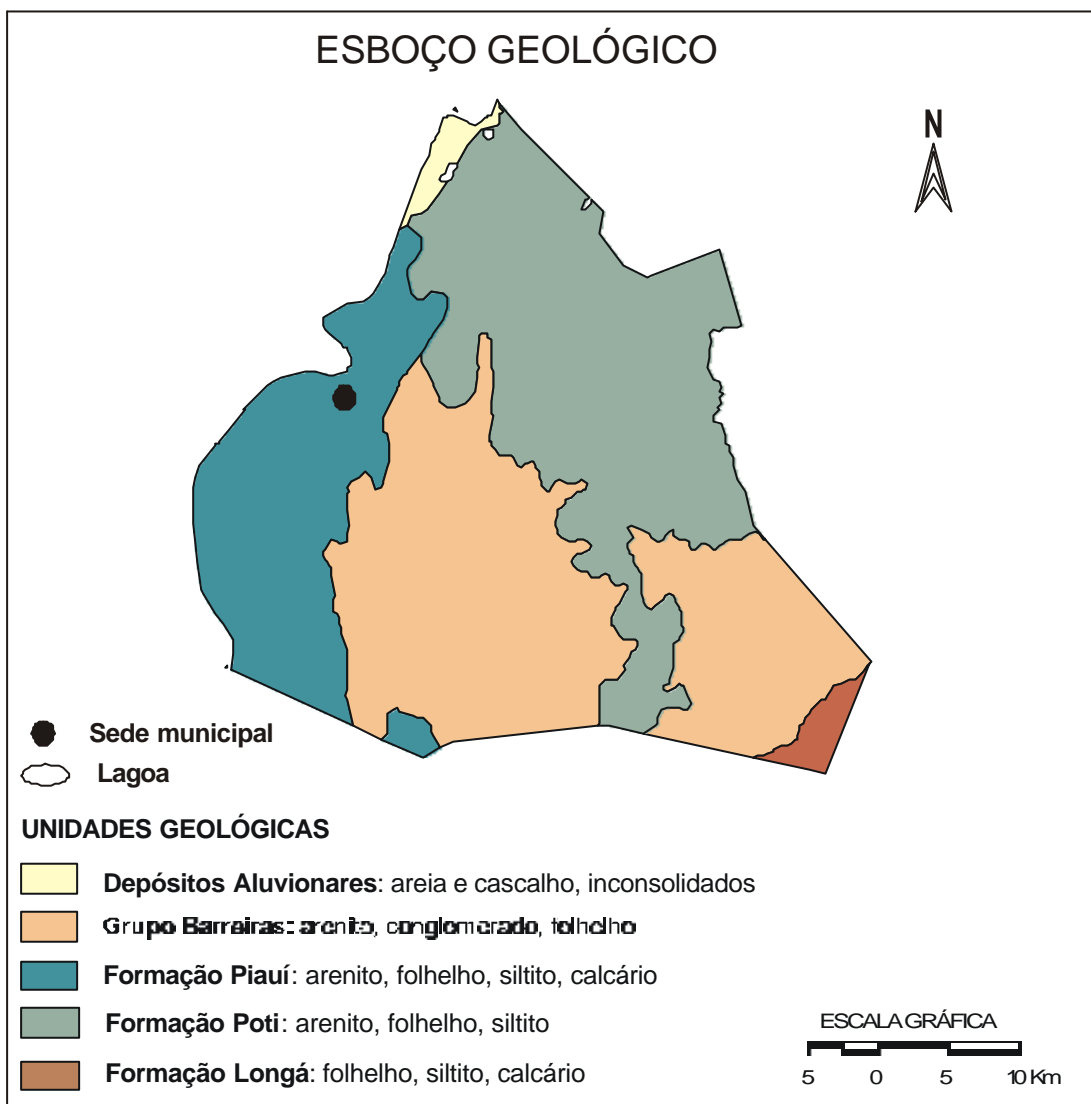 ESBOÇO GEOLÓGICO
N
Sede municipal
Lagoa
UNIDADES GEOLÓGICAS
Depósitos Aluvionares: areia e cascalho, inconsolidados
Grupo Barreiras: arenito, conglomerado, folhelho
Formação Piauí: arenito, folhelho, siltito, calcário
Formação Poti: arenito, folhelho, siltito
Formação Longá: folhelho, siltito, calcário
ESCALA GRÁFICA
5 0 5 10 Km